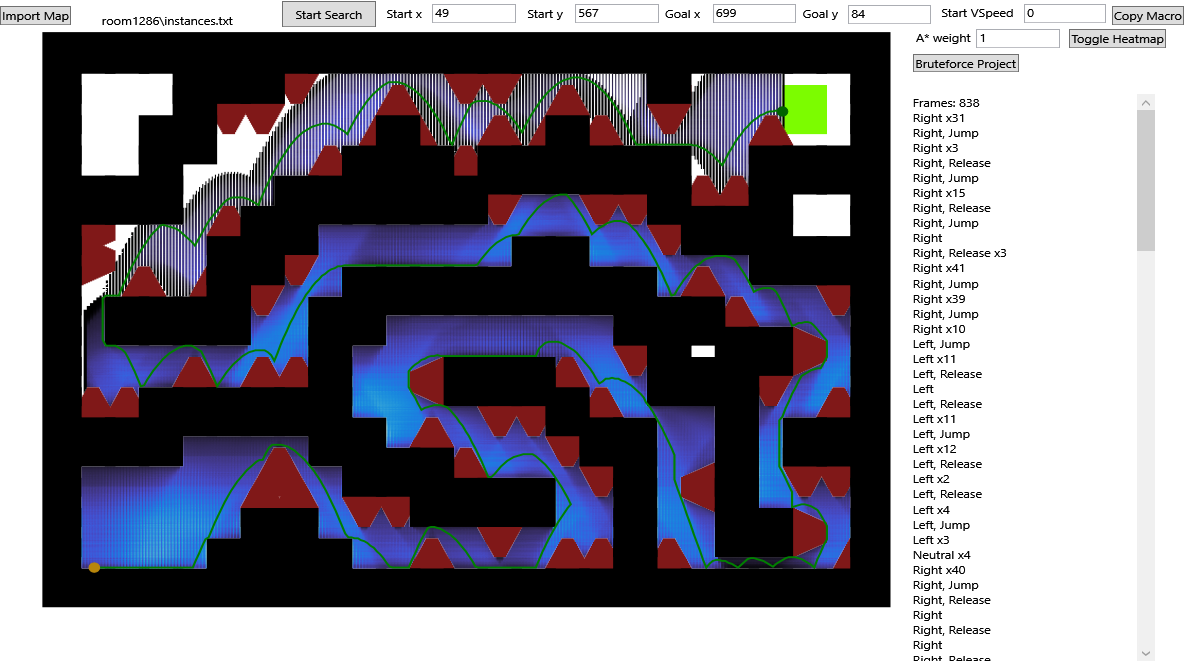 Import Map
room1286\instances.txt
Start Search
Start x 49
Start y 567
Goal x 699
Goal y 84
Start VSpeed 0
Copy Macro
A* weight 1
Toggle Heatmap
Bruteforce Project
Frames: 838
Right x31
Right, Jump
Right x3
Right, Release
Right, Jump
Right x15
Right, Release
Right, Jump
Right
Right, Release x3
Right x41
Right, Jump
Right x39
Right, Jump
Right x10
Left, Jump
Left x11
Left, Release
Left
Left, Release
Left x11
Left, Jump
Left x12
Left, Release
Left x2
Left, Release
Left x4
Left, Jump
Left x3
Neutral x4
Right x40
Right, Jump
Right, Release
Right
Right, Release
Right
Right, Release